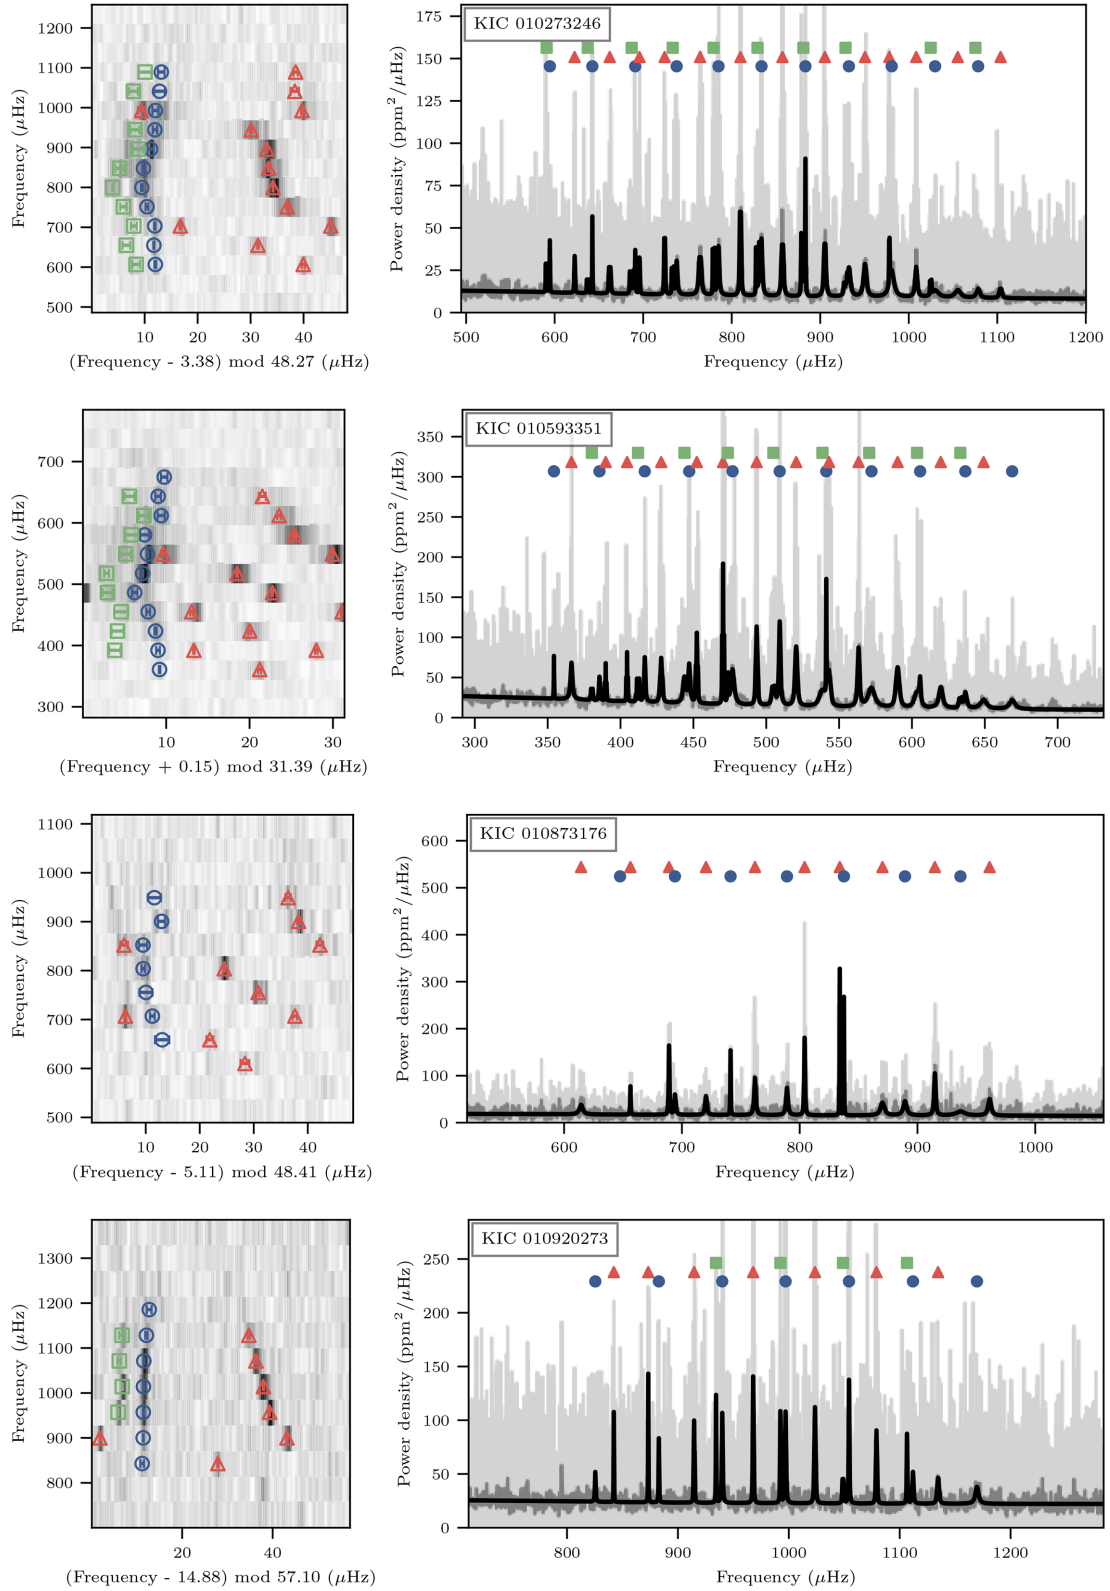 KIC 010273246
Frequency (μHz)
1200
1100
1000
900
800
700
600
500
10 20 30 40
(Frequency - 3.38) mod 48.27 (μHz)
Power density (ppm²/μHz)
175
150
125
100
75
50
25
0
500 600 700 800 900 1000 1100 1200
Frequency (μHz)
KIC 010593351
Frequency (μHz)
700
600
500
400
300
10 20 30
(Frequency + 0.15) mod 31.39 (μHz)
Power density (ppm²/μHz)
350
300
250
200
150
100
50
0
300 350 400 450 500 550 600 650 700
Frequency (μHz)
KIC 010873176
Frequency (μHz)
1100
1000
900
800
700
600
500
10 20 30 40
(Frequency - 5.11) mod 48.41 (μHz)
Power density (ppm²/μHz)
600
500
400
300
200
100
0
600 700 800 900 1000
Frequency (μHz)
KIC 010920273
Frequency (μHz)
1300
1200
1100
1000
900
800
20 40
(Frequency - 14.88) mod 57.10 (μHz)
Power density (ppm²/μHz)
250
200
150
100
50
0
800 900 1000 1100 1200
Frequency (μHz)